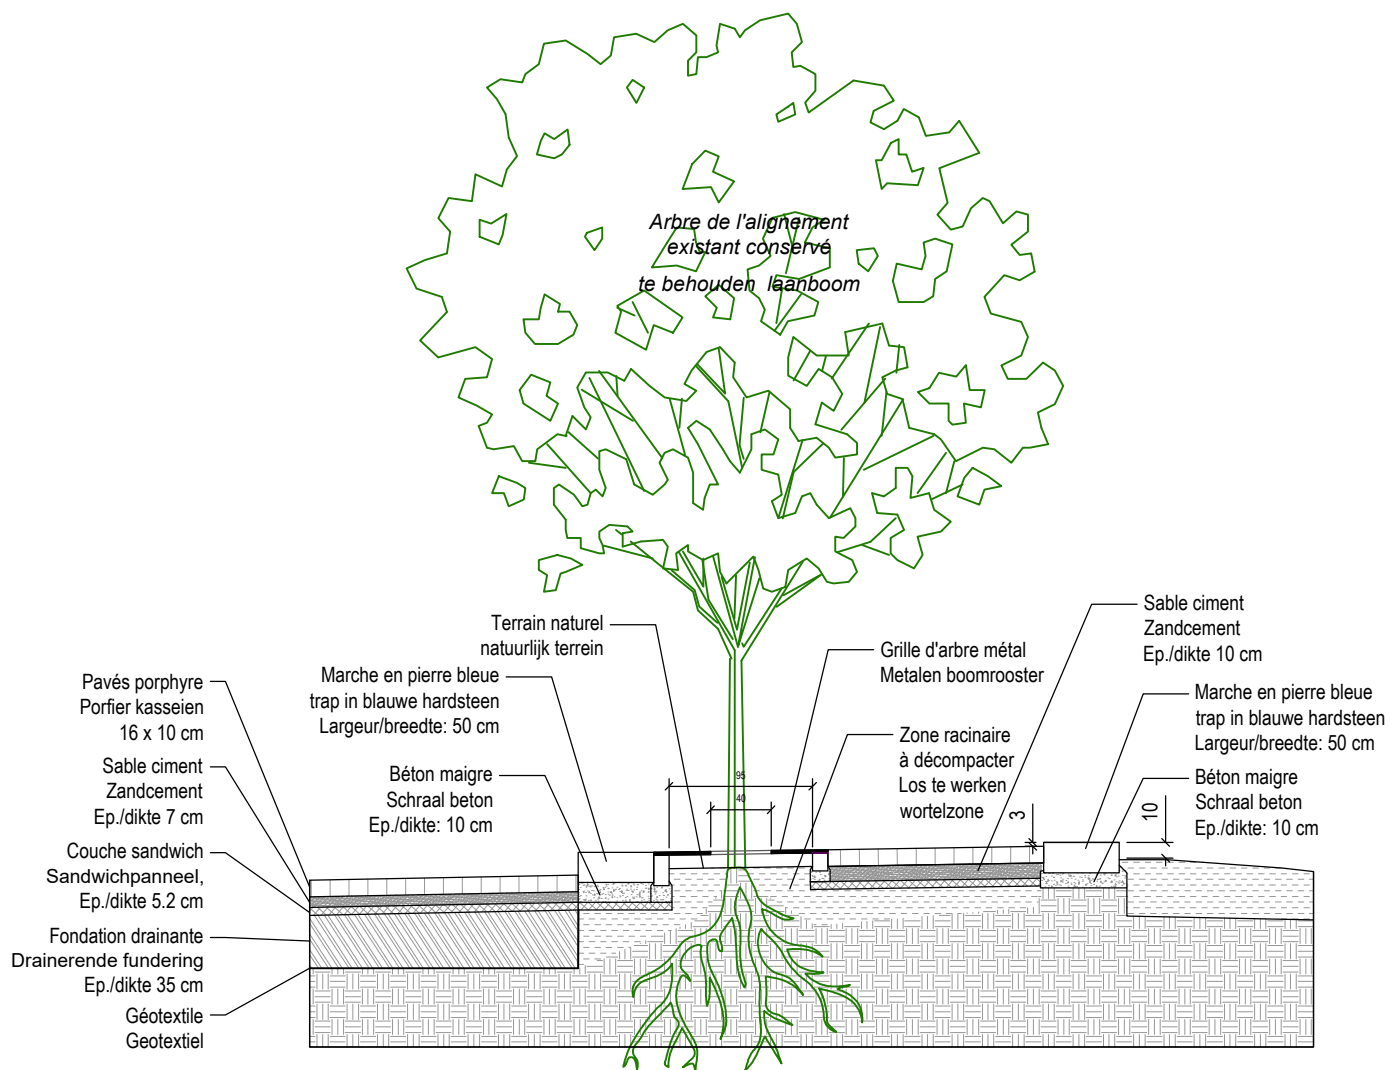 Arbre de l'alignement
existant conservé
te behouden laanboom
Terrain naturel
natuurlijk terrein
Marche en pierre bleue
trap in blauwe hardsteen
Largeur/breedte: 50 cm
Pavés porphyre
Porfier kasseien
16 x 10 cm
Sable ciment
Zandcement
Ep./dikte 7 cm
Béton maigre
Schraal beton
Ep./dikte: 10 cm
Couche sandwich
Sandwichpanneel,
Ep./dikte 5.2 cm
Fondation drainante
Drainerende fundering
Ep./dikte 35 cm
Géotextile
Geotextiel
95
40
Grille d'arbre métal
Metalen boomrooster
Zone racinaire
à décompacter
Los te werken
wortelzone
Sable ciment
Zandcement
Ep./dikte 10 cm
Marche en pierre bleue
trap in blauwe hardsteen
Largeur/breedte: 50 cm
Béton maigre
Schraal beton
Ep./dikte: 10 cm
3
10